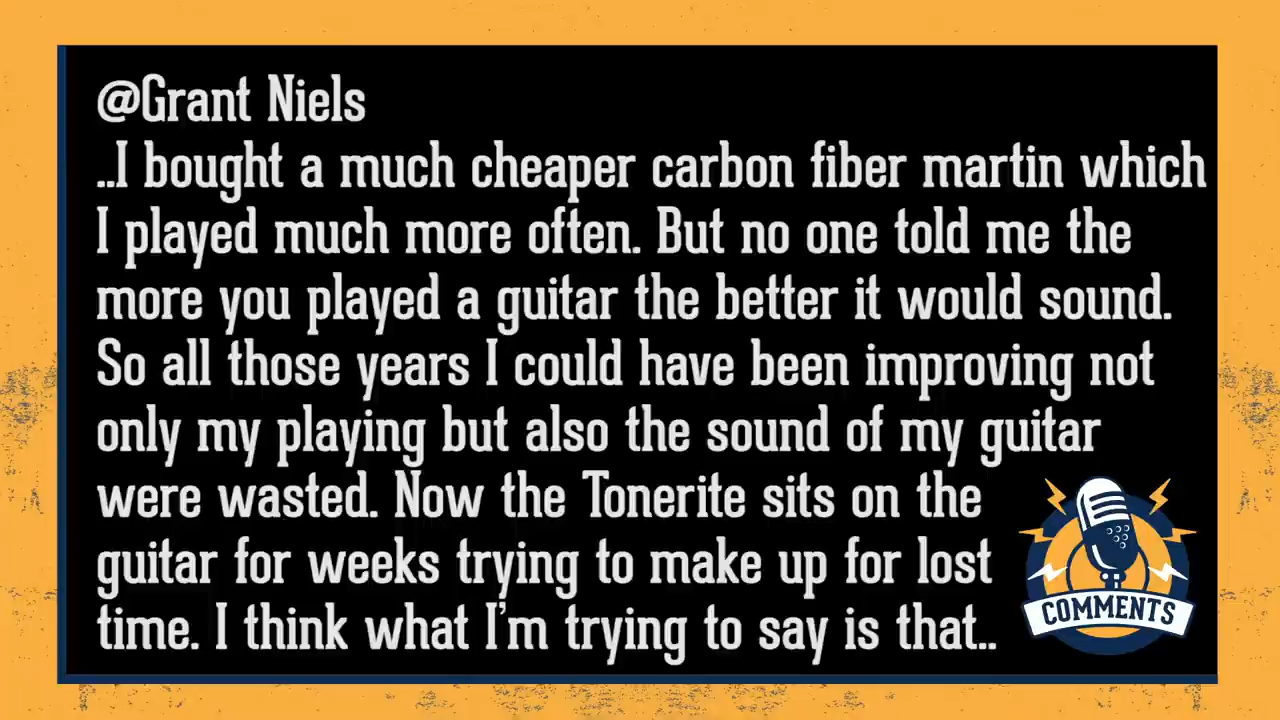 @Grant Niels
..I bought a much cheaper carbon fiber martin which
I played much more often. But no one told me the
more you played a guitar the better it would sound.
So all those years I could have been improving not
only my playing but also the sound of my guitar
were wasted. Now the Tonerite sits on the
guitar for weeks trying to make up for lost
time. I think what I'm trying to say is that..
COMMENTS